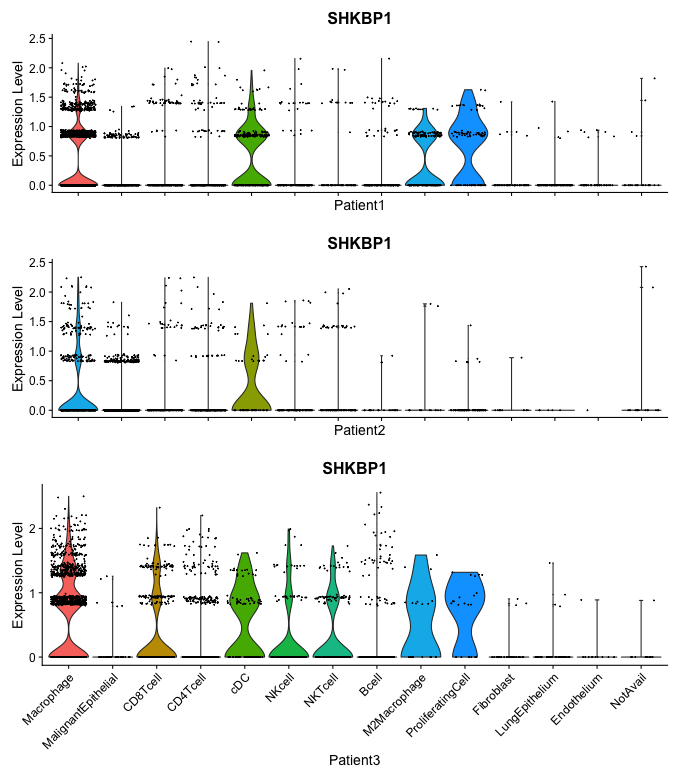 SHKBP1
Expression Level
2.5
2.0
1.5
1.0
0.5
0.0
Patient1
SHKBP1
Expression Level
2.5
2.0
1.5
1.0
0.5
0.0
Patient2
SHKBP1
Expression Level
2
1
0
Macrophage
MalignantEpithelial
CD8Tcell
CD4Tcell
cDC
NKcell
NKTcell
Bcell
M2Macrophage
ProliferatingCell
Fibroblast
LungEpithelium
Endothelium
NotAvail
Patient3